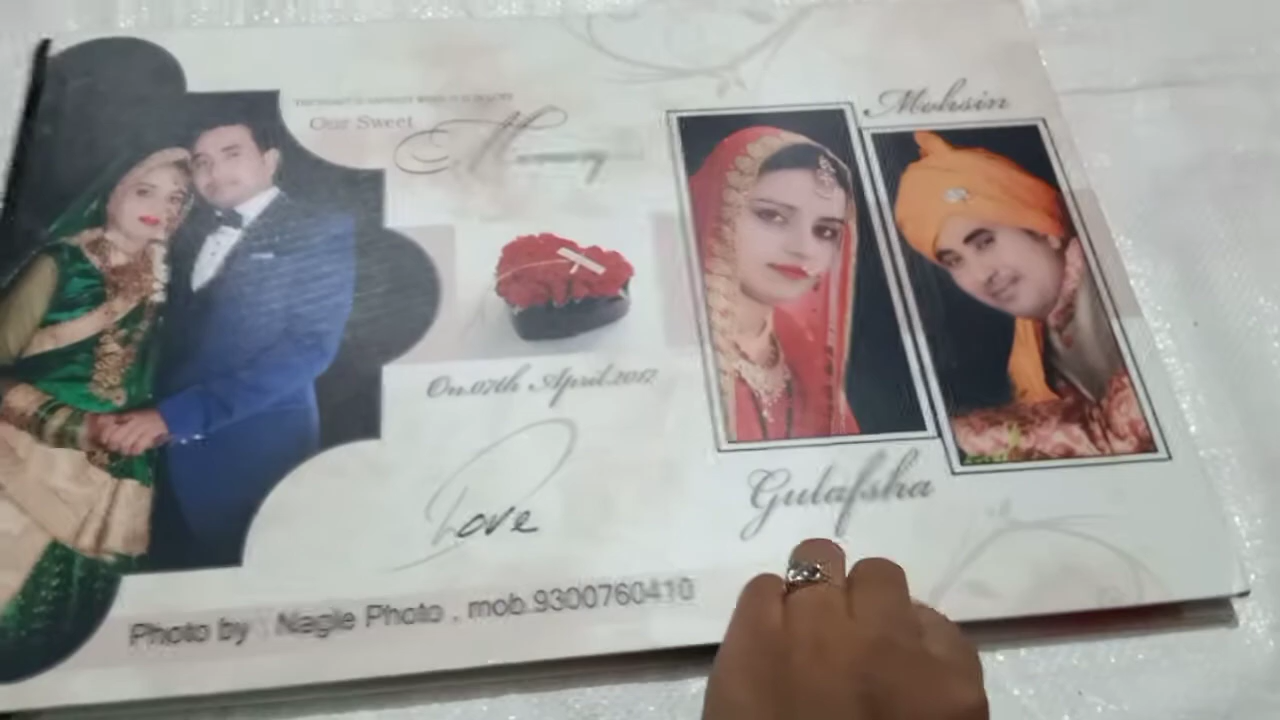 Our Sweet
Mohsin
On.07th April.2017
Love
Gulafsha
Photo by Nagle Photo . mob.9300760410